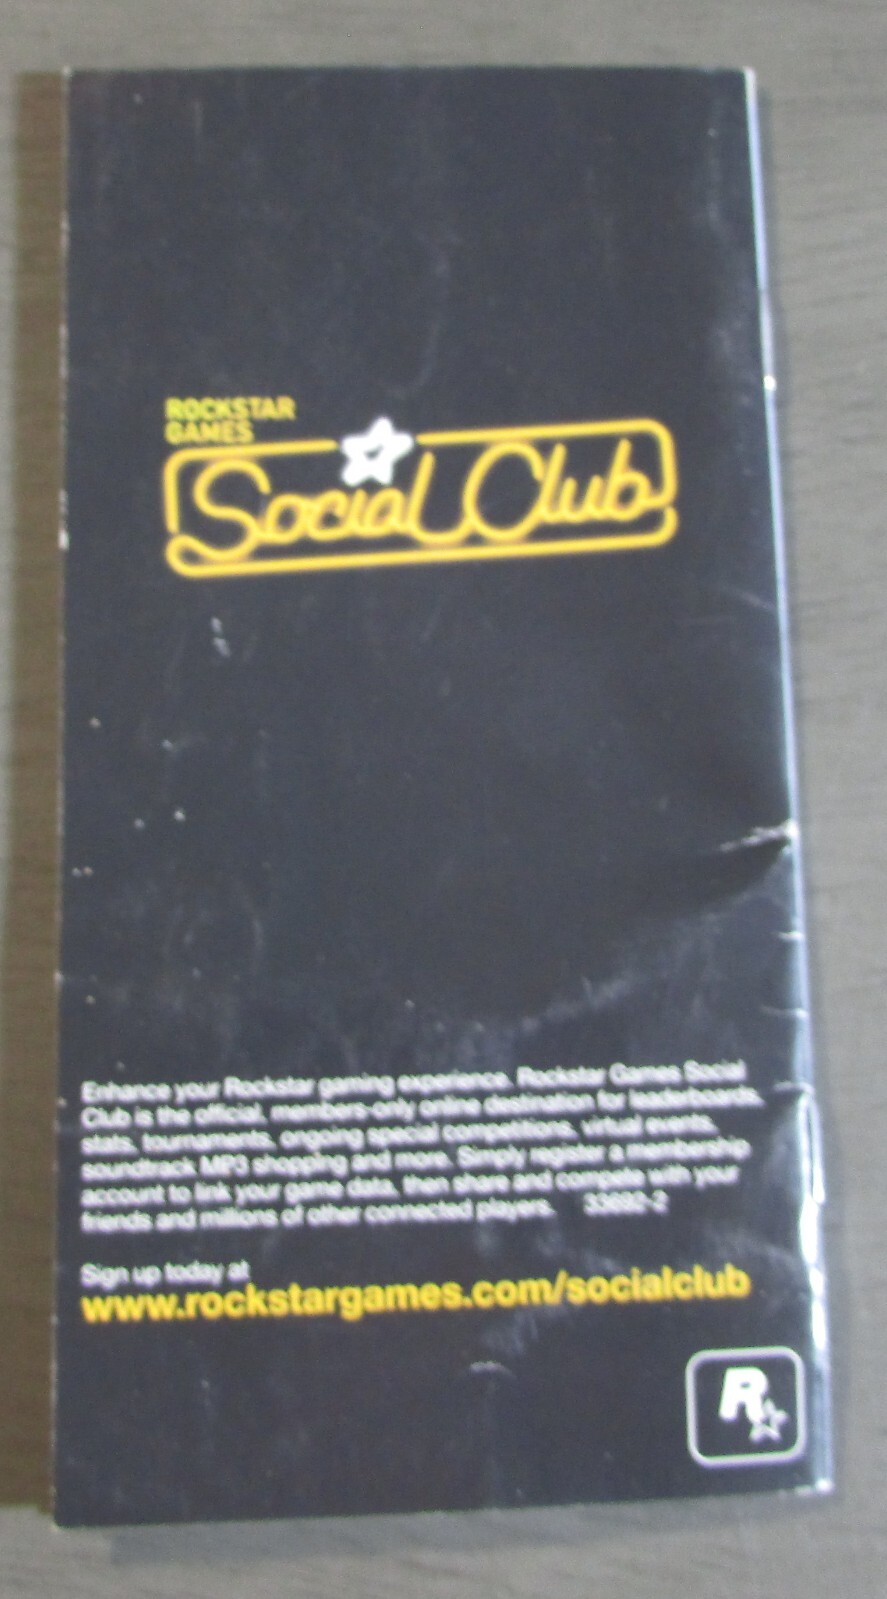 ROCKSTAR
GAMES
Social Club
Enhance your Rockstar gaming experience. Rockstar Games Social
Club is the official, members-only online destination for leaderboards,
stats, tournaments, ongoing special competitions, virtual events,
soundtrack MP3 shopping and more. Simply register a membership
account to link your game data, then share and compete with your
friends and millions of other connected players. 33692-2
Sign up today at
www.rockstargames.com/socialclub
R